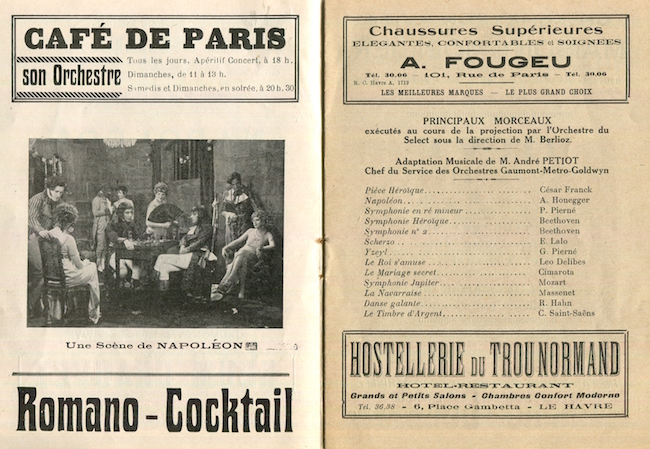 CAFÉ DE PARIS
son Orchestre
Tous les jours, Apéritif Concert, à 18 h.
Dimanches, de 11 à 13 h.
Samedis et Dimanches, en soirée, à 20 h. 30
Une Scène de NAPOLÉON
Romano - Cocktail
Chaussures Supérieures
ELEGANTES, CONFORTABLES et SOIGNEES
A. FOUGEU
Tél. 30.06 — 101, Rue de Paris — Tél. 30.06
R. C. Havre A. 1712
LES MEILLEURES MARQUES — LE PLUS GRAND CHOIX
PRINCIPAUX MORCEAUX
exécutés au cours de la projection par l'Orchestre du
Select sous la direction de M. Berlioz.
Adaptation Musicale de M. André PETIOT
Chef du Service des Orchestres Gaumont-Metro-Goldwyn
Piéve Héroïque........ César Franck
Napoléon........ A. Honegger
Symphonie en ré mineur........ P. Pierné
Symphonie Héroïque........ Beethoven
Symphonie n° 2........ Beethoven
Scherzo........ E. Lalo
Yzeyl........ G. Pierné
Le Roi s'amuse........ Leo Delibes
Le Mariage secret........ Cimarota
Symphonie Jupiter........ Mozart
La Navarraise........ Massenet
Danse galante........ R. Hahn
Le Timbre d'Argent........ C. Saint-Saëns
HOSTELLERIE DU TROU NORMAND
HOTEL-RESTAURANT
Grands et Petits Salons - Chambres Confort Moderne
Tél. 36.38 - 6, Place Gambetta - LE HAVRE